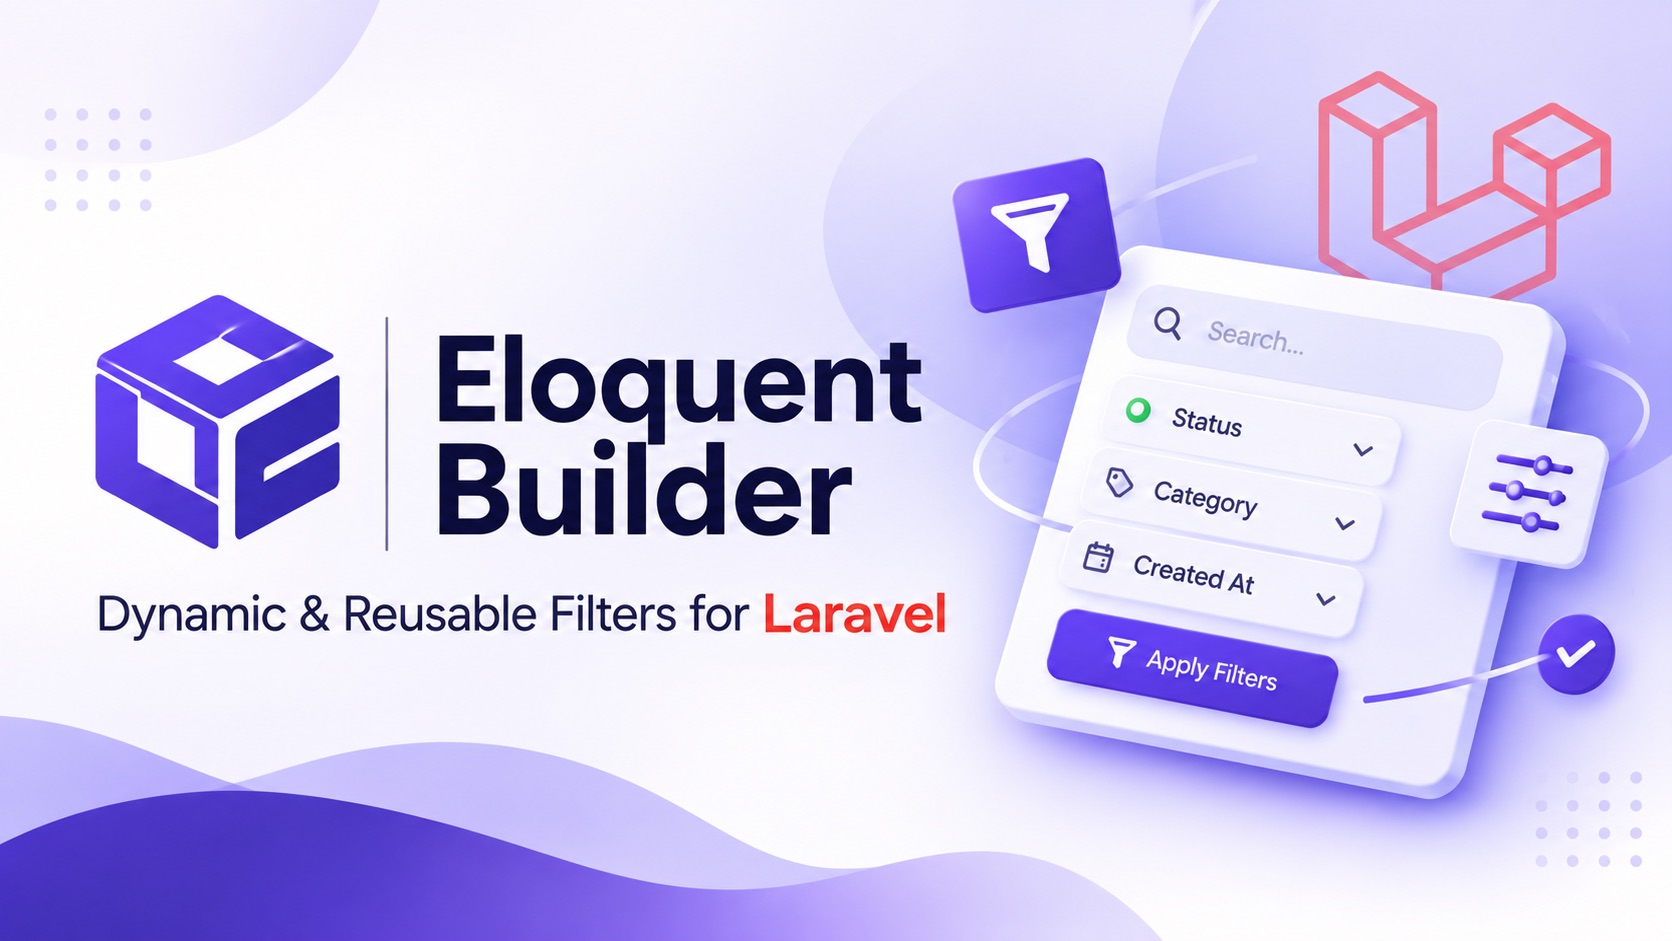 Eloquent
Builder
Dynamic & Reusable Filters for Laravel
Search...
Status
Category
Created At
Apply Filters